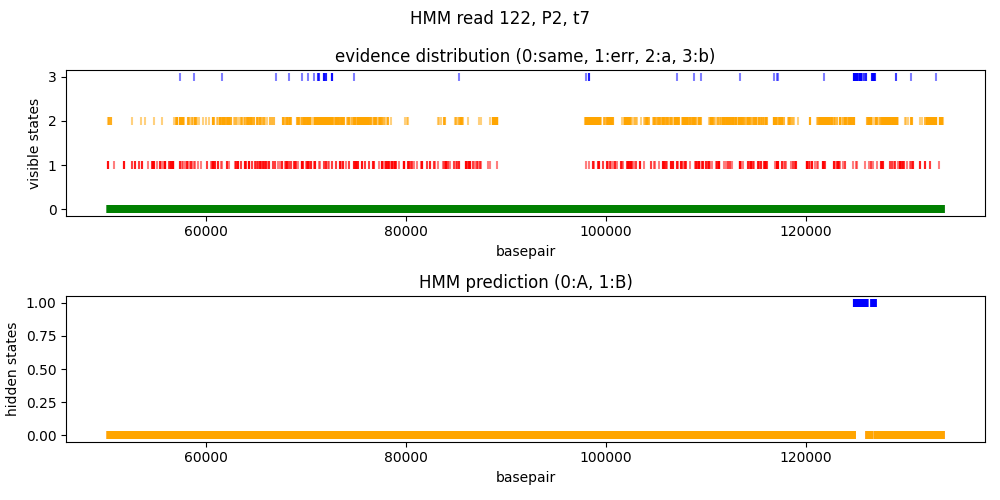 HMM read 122, P2, t7
evidence distribution (0:same, 1:err, 2:a, 3:b)
visible states
3
2
1
0
60000 80000 100000 120000
basepair
HMM prediction (0:A, 1:B)
hidden states
1.00
0.75
0.50
0.25
0.00
60000 80000 100000 120000
basepair